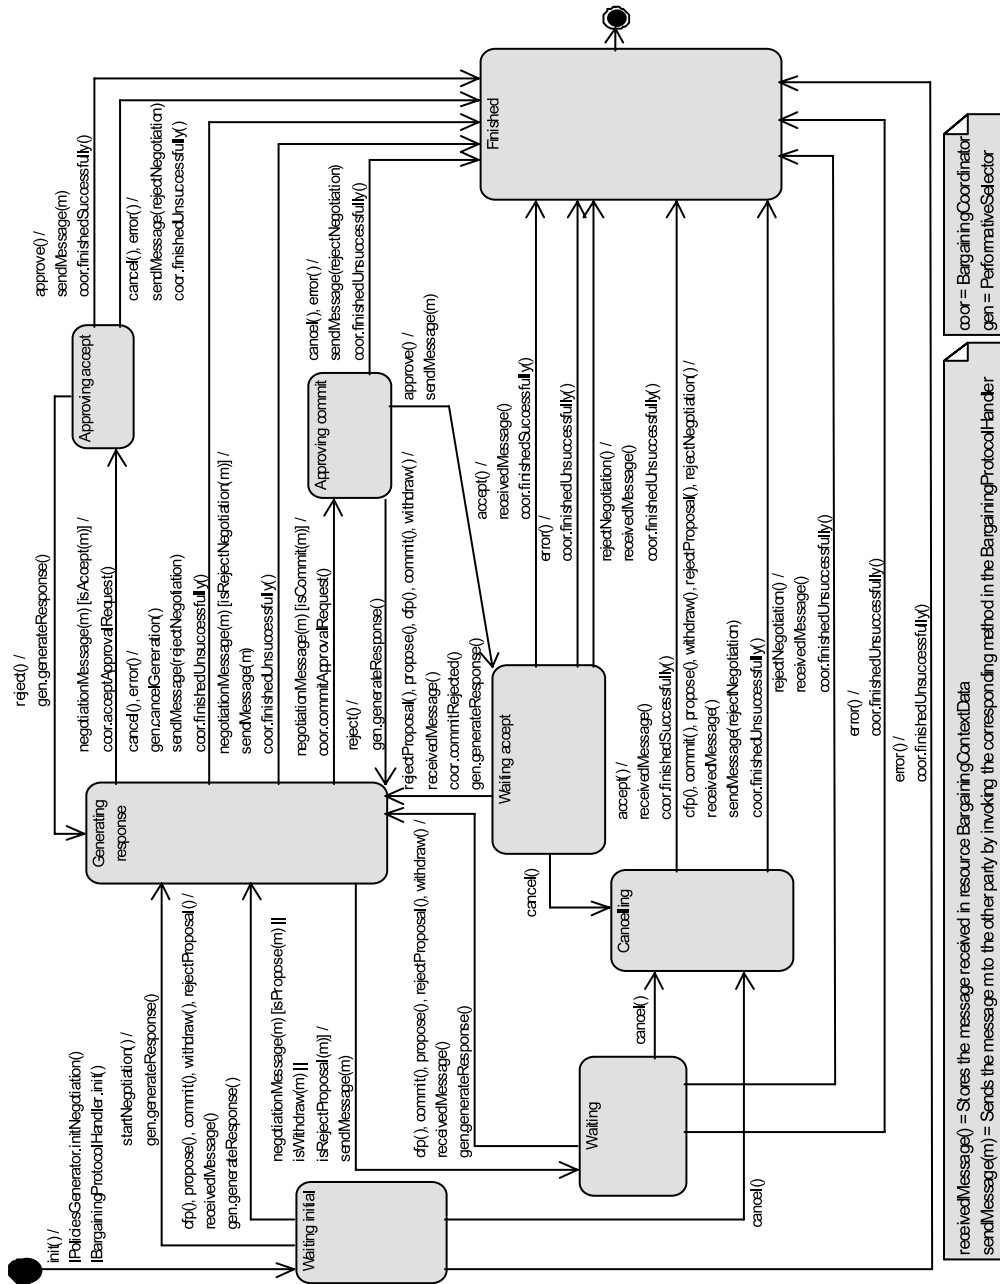 init() /
IPoliciesGenerator.initNegotiation()
IBargainingProtocolHandler.init()
Waiting initial
startNegotiation() /
gen.generateResponse()
cfp(), propose(), commit(), withdraw(), rejectProposal() /
receivedMessage()
gen.generateResponse()
negotiationMessage(m) [isPropose(m) ||
isWithdraw(m) ||
isRejectProposal(m)] /
sendMessage(m)
cfp(), commit(), propose(), rejectProposal(), withdraw() /
receivedMessage()
gen.generateResponse()
Waiting
cancel()
cancel()
Generating
response
reject() /
gen.generateResponse()
negotiationMessage(m) [isAccept(m)] /
coor.acceptApprovalRequest()
cancel(), error() /
gen.cancelGeneration()
sendMessage(rejectNegotiation)
coor.finishedUnsuccessfully()
negotiationMessage(m) [isRejectNegotiation(m)] /
sendMessage(m)
coor.finishedUnsuccessfully()
negotiationMessage(m) [isCommit(m)] /
coor.commitApprovalRequest()
reject() /
gen.generateResponse()
rejectProposal(), propose(), cfp(), commit(), withdraw() /
receivedMessage()
coor.commitRejected()
gen.generateResponse()
Waiting accept
cancel()
Cancelling
Approving accept
approve() /
sendMessage(m)
coor.finishedSuccessfully()
cancel(), error() /
sendMessage(rejectNegotiation)
coor.finishedUnsuccessfully()
Approving commit
cancel(), error() /
sendMessage(rejectNegotiation)
coor.finishedUnsuccessfully()
approve() /
sendMessage(m)
accept() /
receivedMessage()
coor.finishedSuccessfully()
error() /
coor.finishedUnsuccessfully()
rejectNegotiation() /
receivedMessage()
coor.finishedUnsuccessfully()
accept() /
receivedMessage()
coor.finishedSuccessfully()
cfp(), commit(), propose(), withdraw(), rejectProposal(), rejectNegotiation() /
receivedMessage()
sendMessage(rejectNegotiation)
coor.finishedUnsuccessfully()
rejectNegotiation() /
receivedMessage()
coor.finishedUnsuccessfully()
error() /
coor.finishedUnsuccessfully()
error() /
coor.finishedUnsuccessfully()
Finished
receivedMessage() = Stores the message received in resource BargainingContextData
sendMessage(m) = Sends the message m to the other party by invoking the corresponding method in the BargainingProtocolHandler
coor = BargainingCoordinator
gen = PerformativeSelector